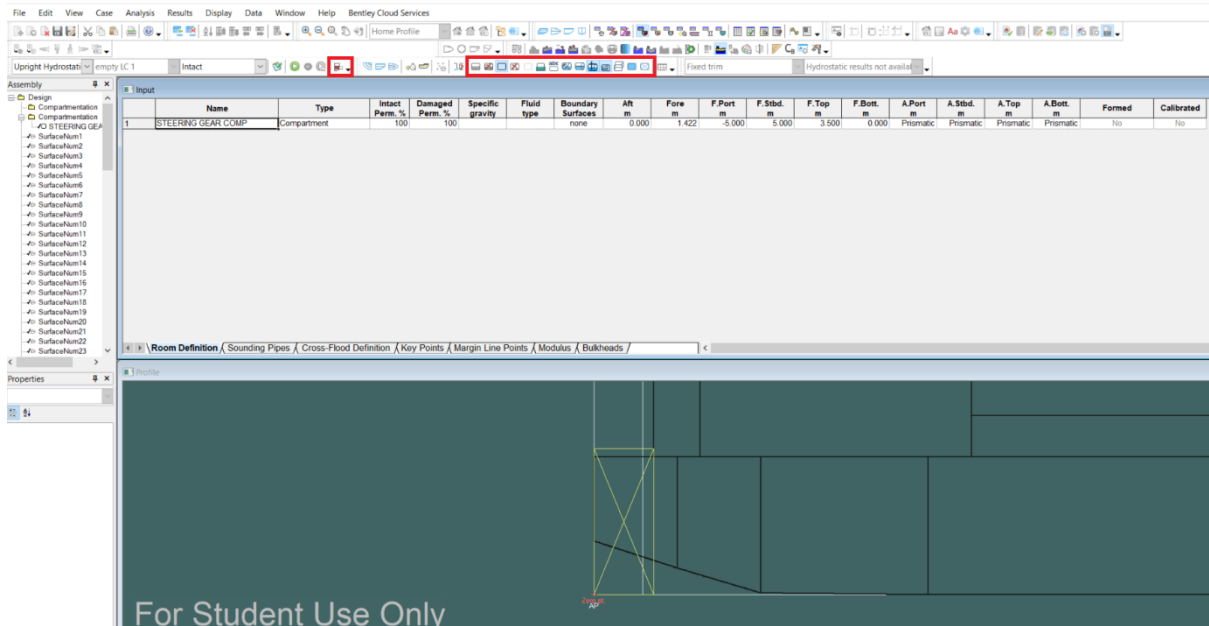 File Edit View Case Analysis Results Display Data Window Help Bentley Cloud Services
Home Profile
Upright Hydrostati empty LC 1 Intact Fixed trim Hydrostatic results not availal
Assembly
Design
Compartmentation
Compartmentation
STEERING GEA
SurfaceNum1
SurfaceNum2
SurfaceNum3
SurfaceNum4
SurfaceNum5
SurfaceNum6
SurfaceNum7
SurfaceNum8
SurfaceNum9
SurfaceNum10
SurfaceNum11
SurfaceNum12
SurfaceNum13
SurfaceNum14
SurfaceNum15
SurfaceNum16
SurfaceNum17
SurfaceNum18
SurfaceNum19
SurfaceNum20
SurfaceNum21
SurfaceNum22
SurfaceNum23
Properties
Input
Name Type Intact Perm. % Damaged Perm. % Specific gravity Fluid type Boundary Surfaces Aft m Fore m F.Port m F.Stbd. m F.Top m F.Bott. m A.Port m A.Stbd. m A.Top m A.Bott. m Formed Calibrated
1 STEERING GEAR COMP Compartment 100 100 none 0.000 1.422 -5.000 5.000 3.500 0.000 Prismatic Prismatic Prismatic Prismatic No No
Room Definition Sounding Pipes Cross-Flood Definition Key Points Margin Line Points Modulus Bulkheads
Profile
AP
For Student Use Only